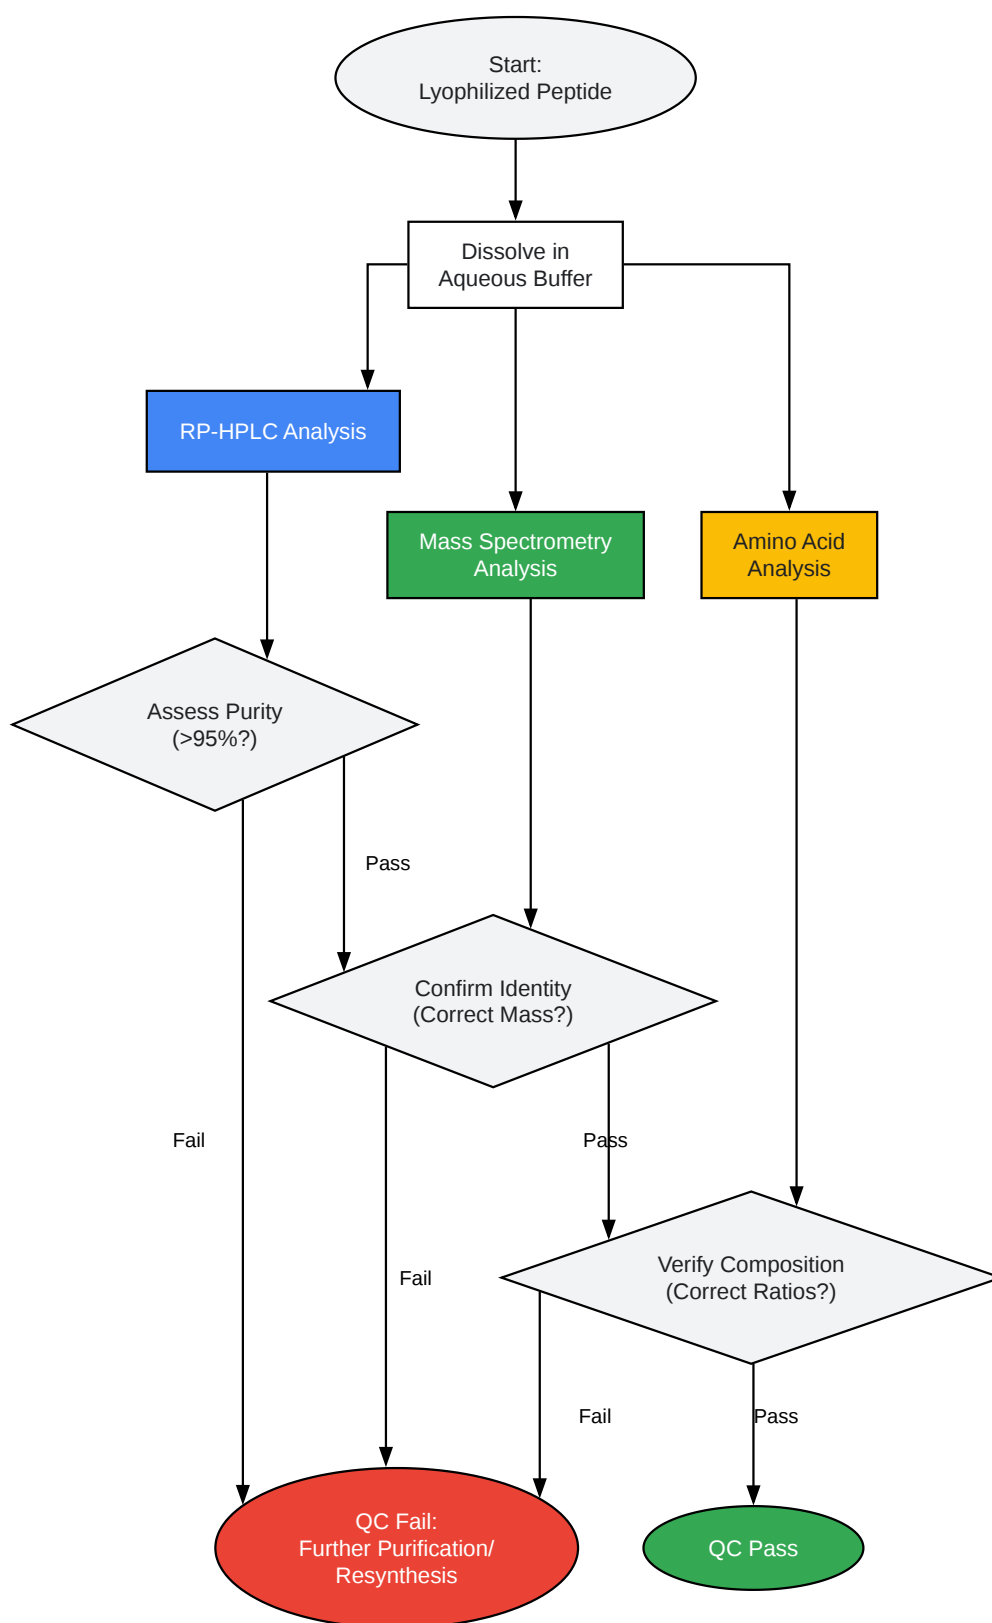 Start:
Lyophilized Peptide
Dissolve in
Aqueous Buffer
RP-HPLC Analysis
Mass Spectrometry
Analysis
Amino Acid
Analysis
Assess Purity
(>95%?)
Pass
Confirm Identity
(Correct Mass?)
Fail
Pass
Verify Composition
(Correct Ratios?)
Fail
Fail
Pass
QC Fail:
Further Purification/
Resynthesis
QC Pass